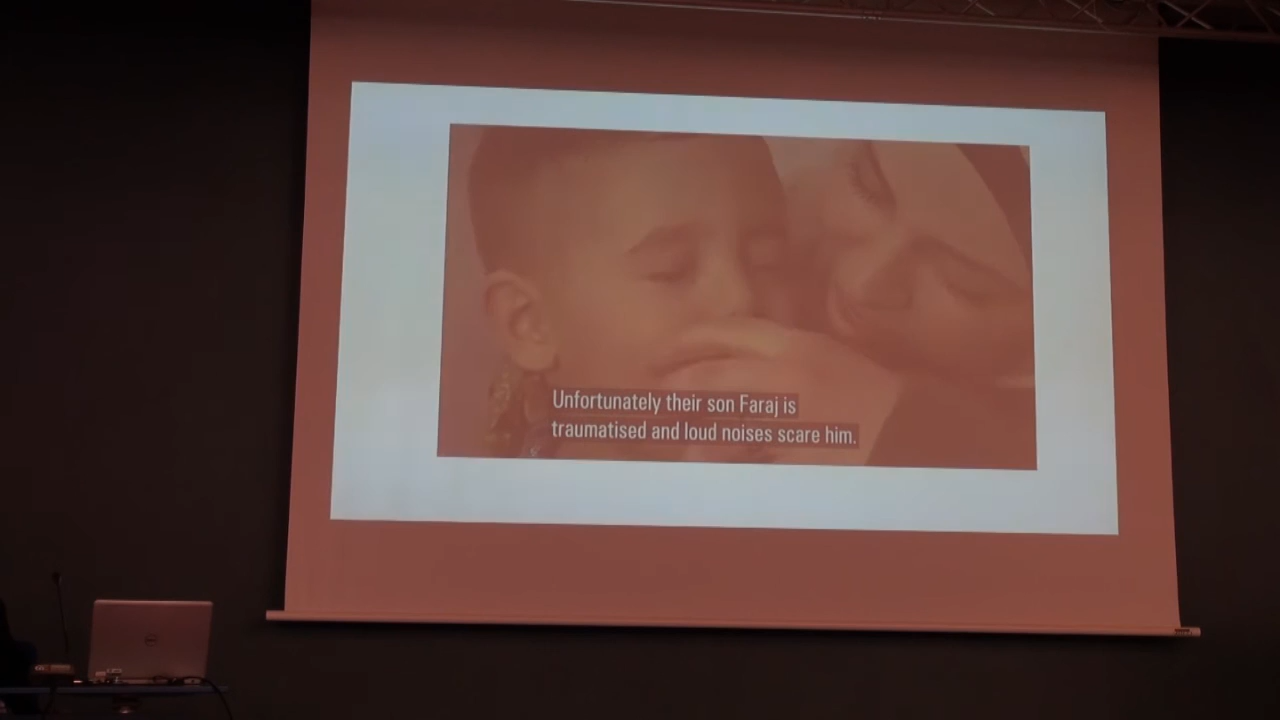 Unfortunately their son Faraj is
traumatised and loud noises scare him.